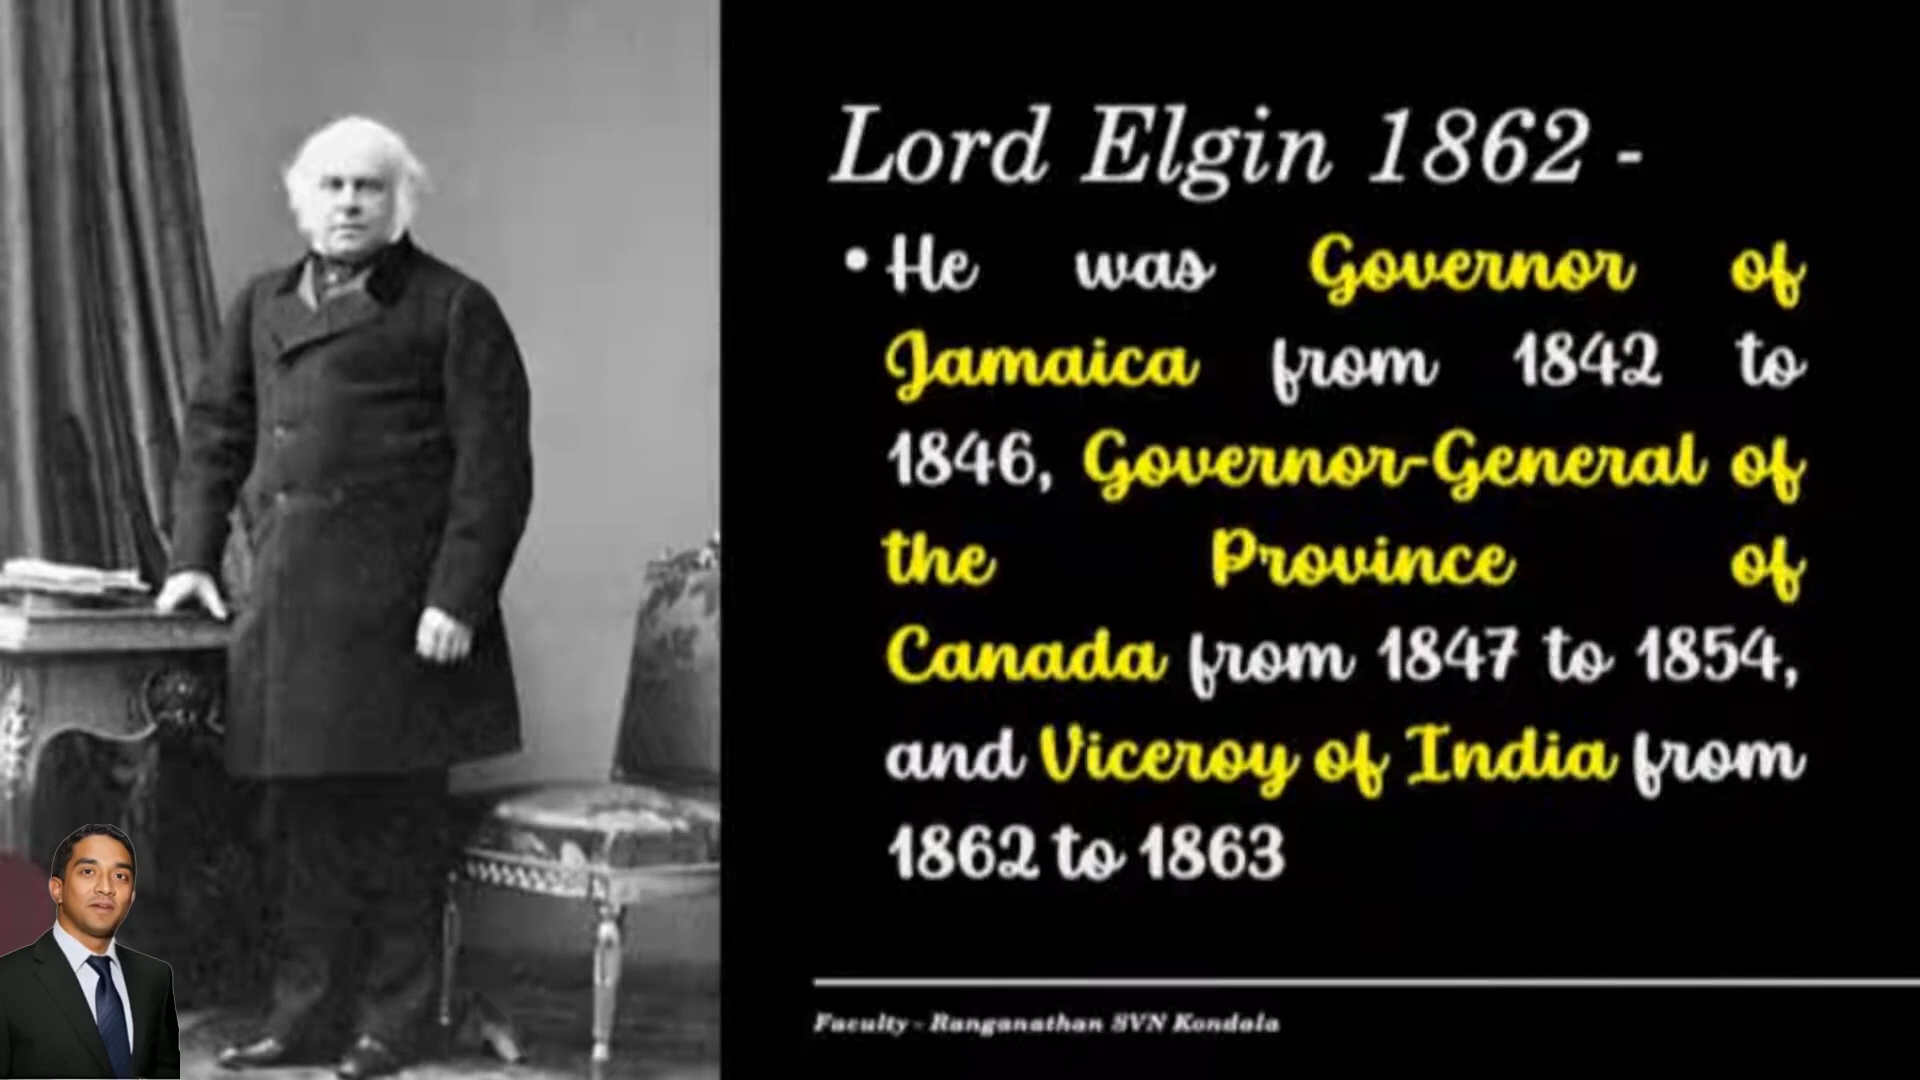 Lord Elgin 1862 -
• He was Governor of
Jamaica from 1842 to
1846, Governor-General of
the Province of
Canada from 1847 to 1854,
and Viceroy of India from
1862 to 1863
Faculty - Ranganathan SVN Kondala